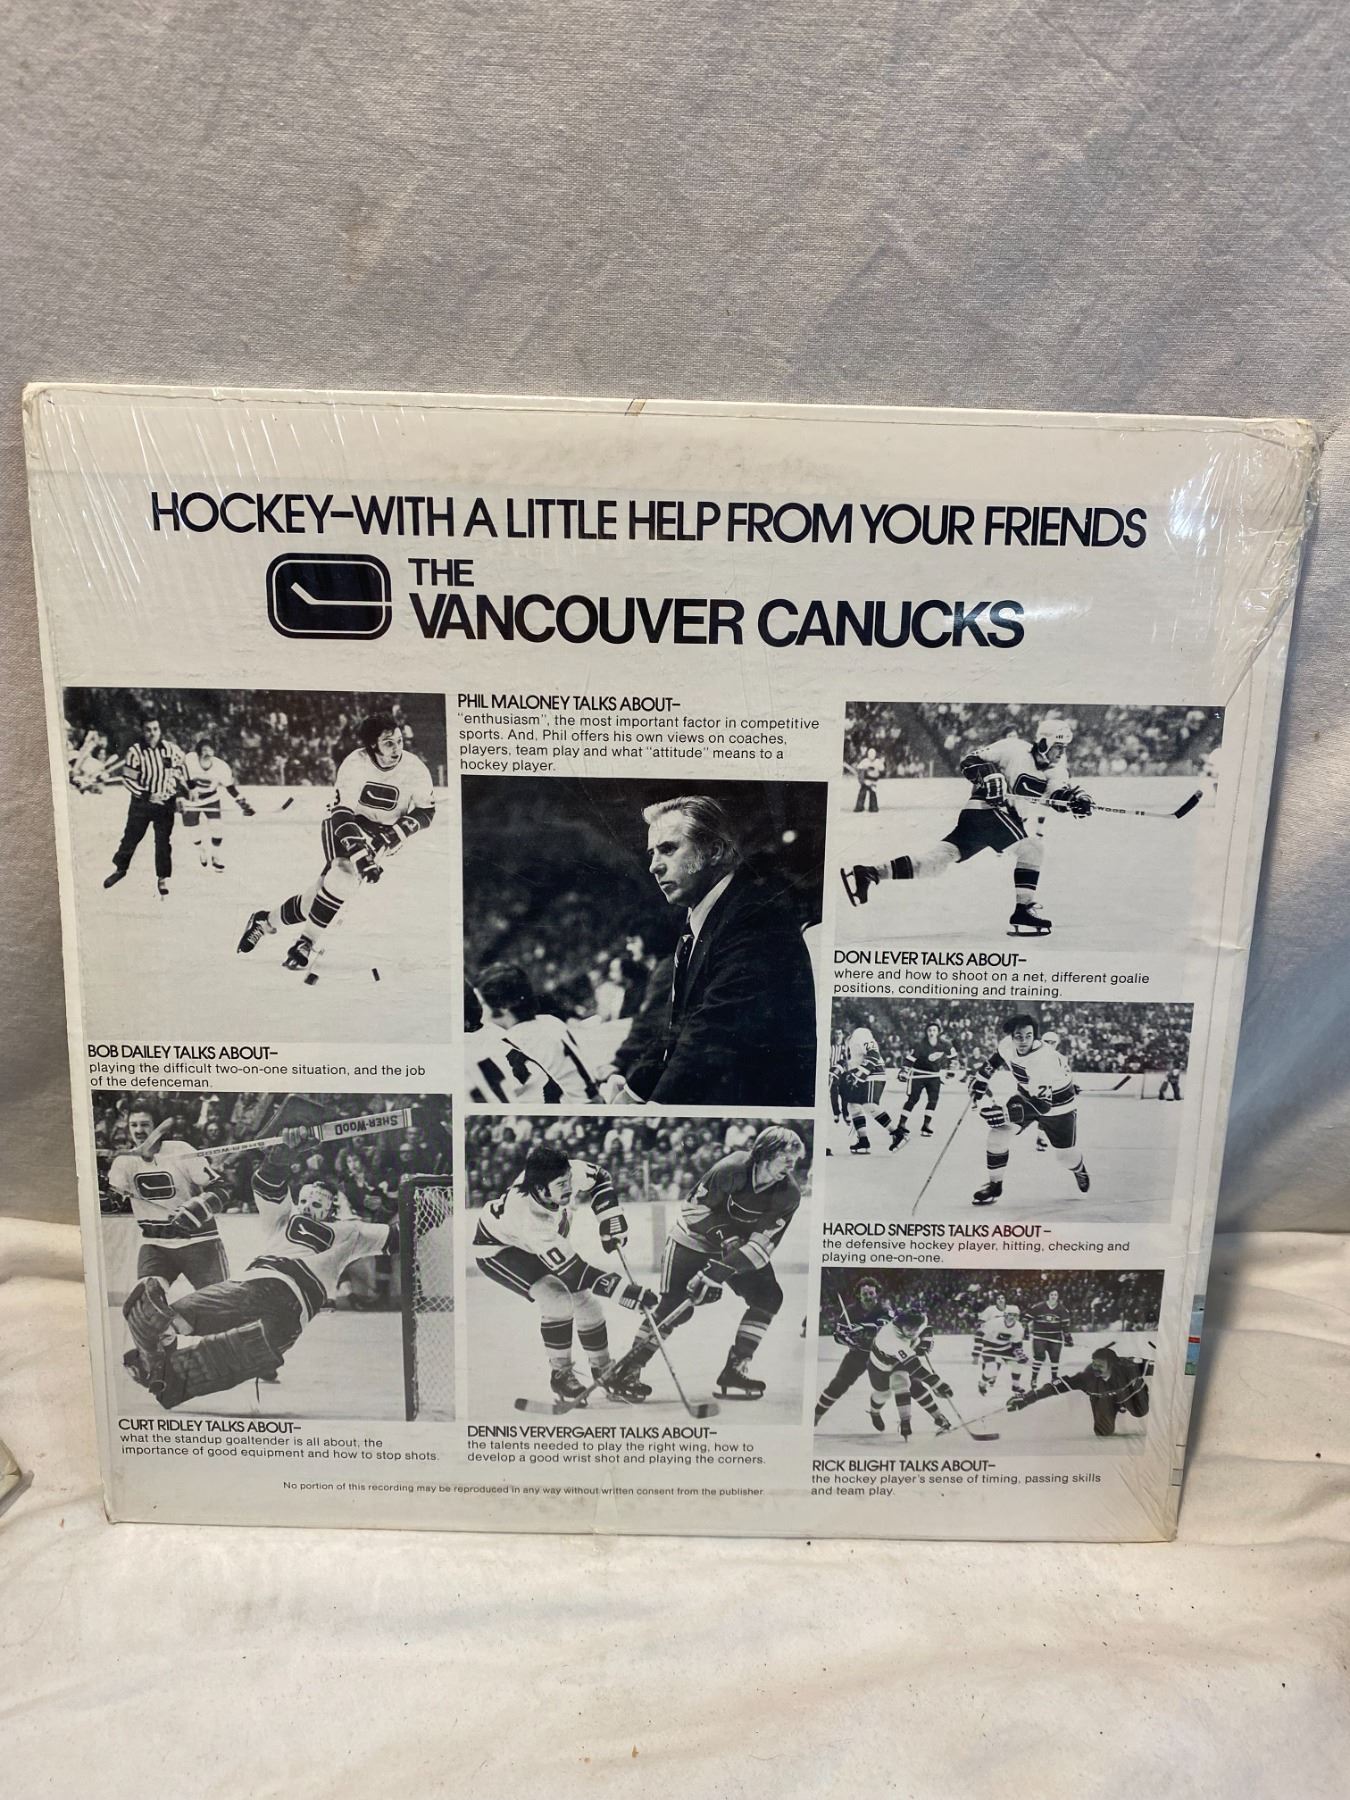 HOCKEY–WITH A LITTLE HELP FROM YOUR FRIENDS
THE
VANCOUVER CANUCKS
BOB DAILEY TALKS ABOUT–
playing the difficult two-on-one situation, and the job
of the defenceman.
SHER-WOOD
SHER-WOOD
CURT RIDLEY TALKS ABOUT–
what the standup goaltender is all about, the
importance of good equipment and how to stop shots.
PHIL MALONEY TALKS ABOUT–
"enthusiasm", the most important factor in competitive
sports. And, Phil offers his own views on coaches,
players, team play and what "attitude" means to a
hockey player.
10
7
7
DENNIS VERVERGAERT TALKS ABOUT–
the talents needed to play the right wing, how to
develop a good wrist shot and playing the corners.
WOOD
DON LEVER TALKS ABOUT–
where and how to shoot on a net, different goalie
positions, conditioning and training.
22
HAROLD SNEPSTS TALKS ABOUT –
the defensive hockey player, hitting, checking and
playing one-on-one.
8
RICK BLIGHT TALKS ABOUT–
the hockey player's sense of timing, passing skills
and team play.
No portion of this recording may be reproduced in any way without written consent from the publisher.